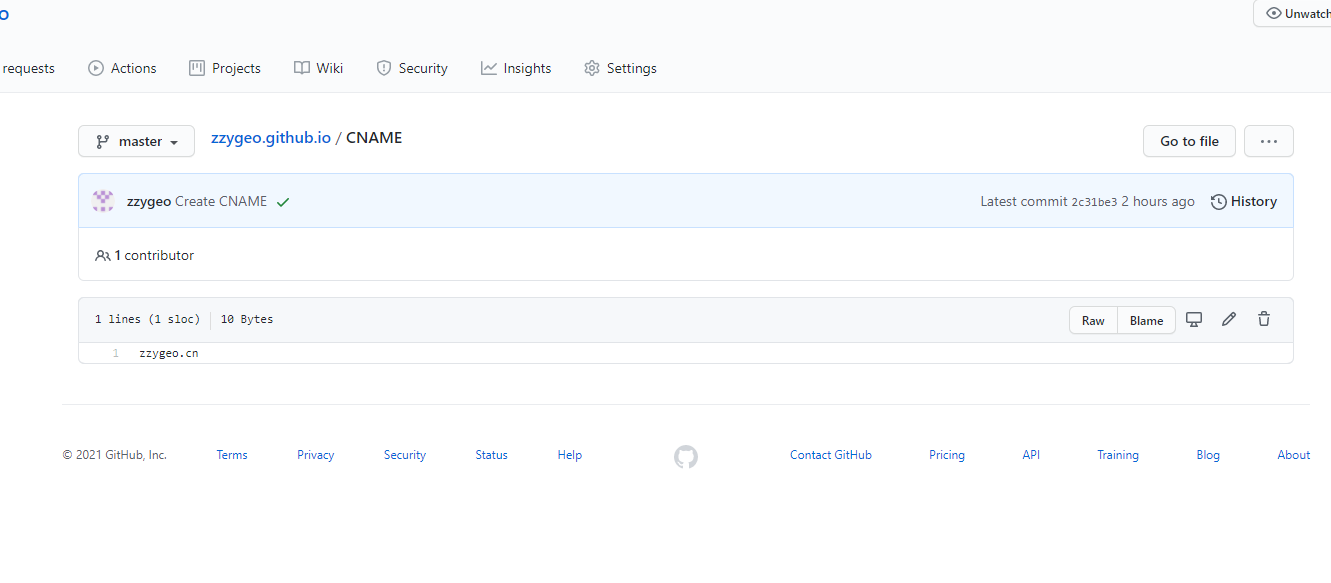 o
Unwatch
requests Actions Projects Wiki Security Insights Settings
master zzygeo.github.io / CNAME Go to file ...
zzygeo Create CNAME Latest commit 2c31be3 2 hours ago History
1 contributor
1 lines (1 sloc) 10 Bytes Raw Blame
1 zzygeo.cn
© 2021 GitHub, Inc. Terms Privacy Security Status Help Contact GitHub Pricing API Training Blog About